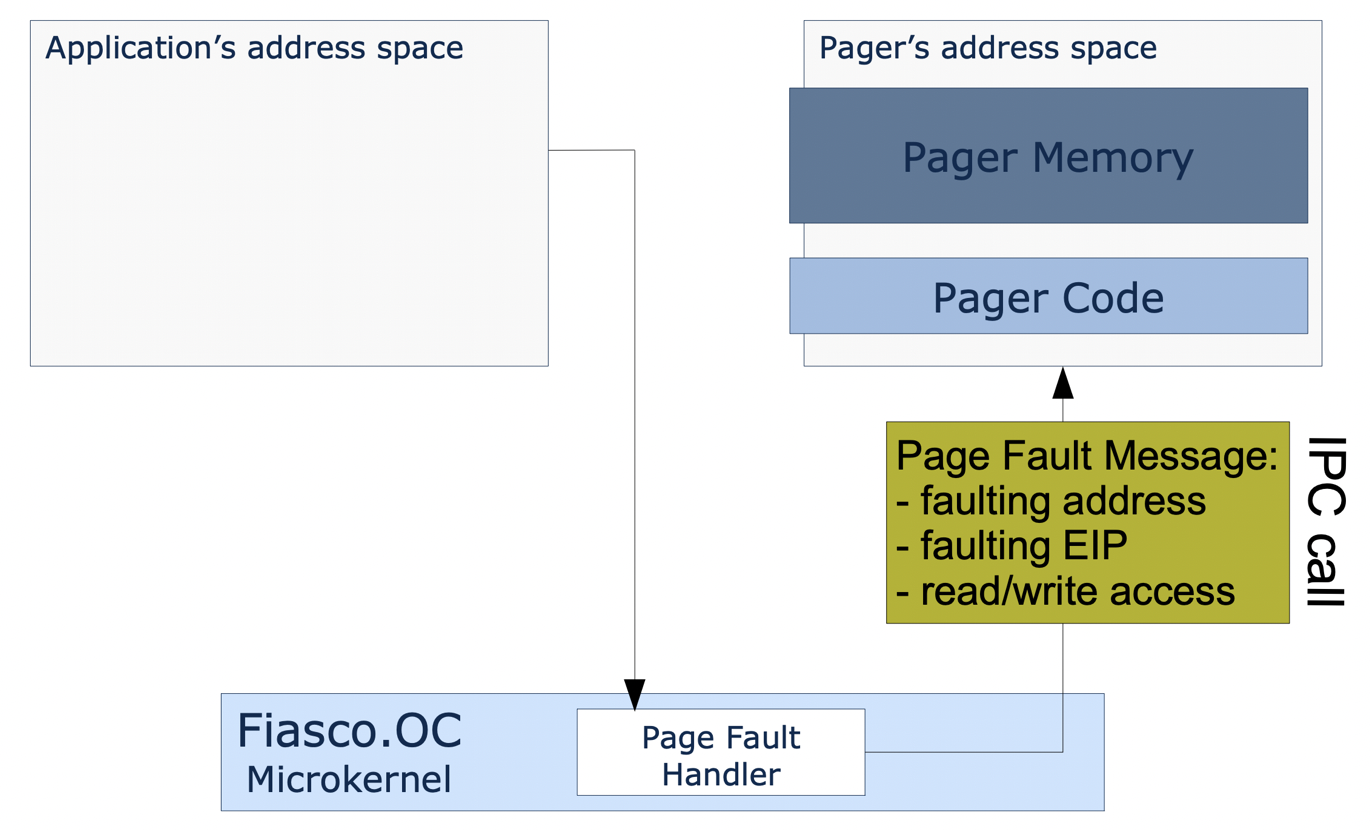 Application’s address space
Pager’s address space
Pager Memory
Pager Code
Page Fault Message:
- faulting address
- faulting EIP
- read/write access
IPC call
Fiasco.OC
Microkernel
Page Fault
Handler